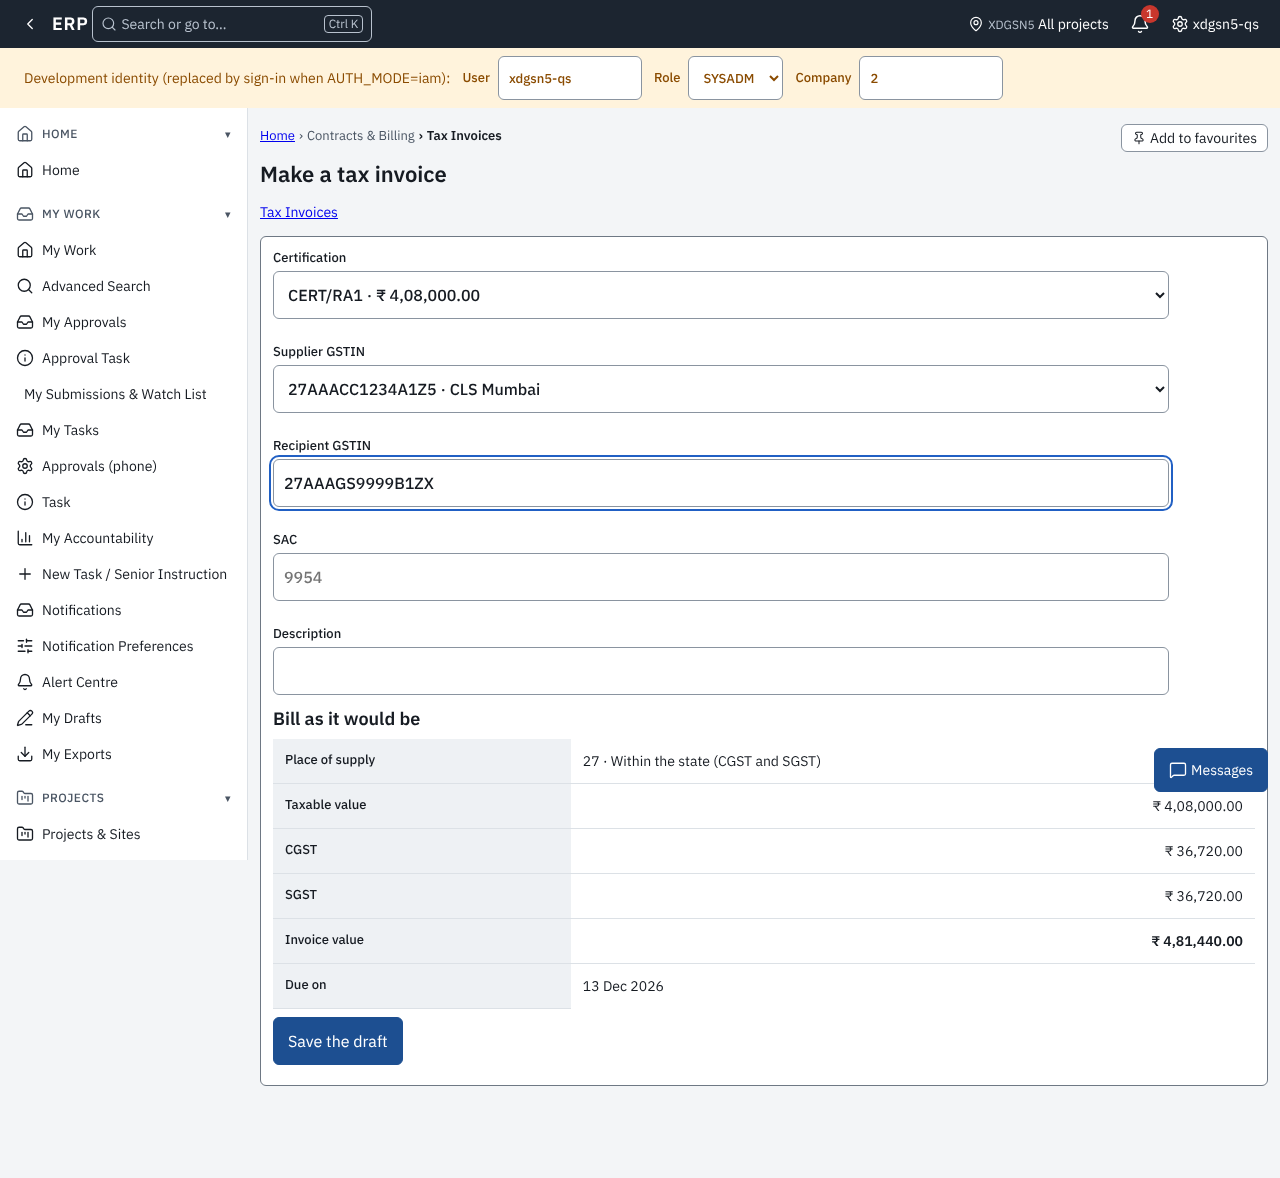 ERP
Search or go to...
Ctrl K
XDGSN5 All projects
1
xdgsn5-qs
Development identity (replaced by sign-in when AUTH_MODE=iam):
User
xdgsn5-qs
Role
SYSADM
Company
2
HOME
Home
MY WORK
My Work
Advanced Search
My Approvals
Approval Task
My Submissions & Watch List
My Tasks
Approvals (phone)
Task
My Accountability
New Task / Senior Instruction
Notifications
Notification Preferences
Alert Centre
My Drafts
My Exports
PROJECTS
Projects & Sites
Home › Contracts & Billing › Tax Invoices
Add to favourites
Make a tax invoice
Tax Invoices
Certification
CERT/RA1 · ₹ 4,08,000.00
Supplier GSTIN
27AAACC1234A1Z5 · CLS Mumbai
Recipient GSTIN
27AAAGS9999B1ZX
SAC
9954
Description
Bill as it would be
Place of supply 27 · Within the state (CGST and SGST)
Messages
Taxable value ₹ 4,08,000.00
CGST ₹ 36,720.00
SGST ₹ 36,720.00
Invoice value ₹ 4,81,440.00
Due on 13 Dec 2026
Save the draft